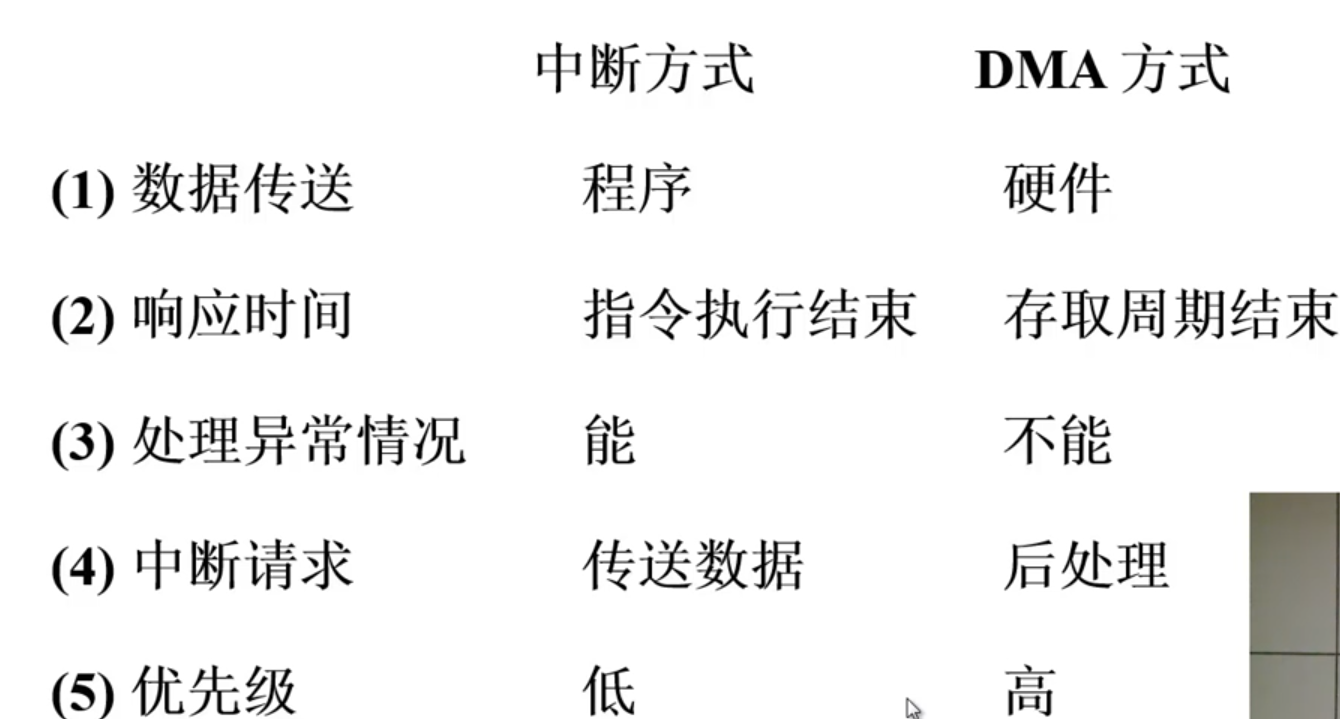 中断方式 DMA 方式
(1) 数据传送 程序 硬件
(2) 响应时间 指令执行结束 存取周期结束
(3) 处理异常情况 能 不能
(4) 中断请求 传送数据 后处理
(5) 优先级 低 高